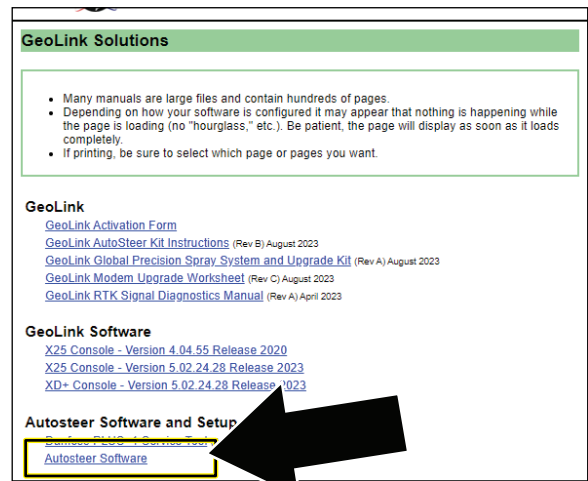 GeoLink Solutions
• Many manuals are large files and contain hundreds of pages.
• Depending on how your software is configured it may appear that nothing is happening while
the page is loading (no "hourglass," etc.). Be patient, the page will display as soon as it loads
completely.
• If printing, be sure to select which page or pages you want.
GeoLink
GeoLink Activation Form
GeoLink AutoSteer Kit Instructions (Rev B) August 2023
GeoLink Global Precision Spray System and Upgrade Kit (Rev A) August 2023
GeoLink Modem Upgrade Worksheet (Rev C) August 2023
GeoLink RTK Signal Diagnostics Manual (Rev A) April 2023
GeoLink Software
X25 Console - Version 4.04.55 Release 2020
X25 Console - Version 5.02.24.28 Release 2023
XD+ Console - Version 5.02.24.28 Release 2023
Autosteer Software and Setup
Autosteer Software